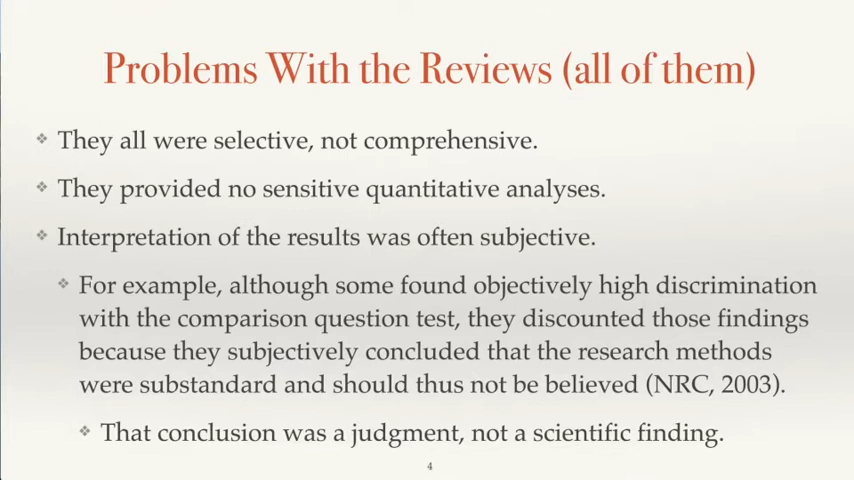 Problems With the Reviews (all of them)
They all were selective, not comprehensive.
They provided no sensitive quantitative analyses.
Interpretation of the results was often subjective.
For example, although some found objectively high discrimination
with the comparison question test, they discounted those findings
because they subjectively concluded that the research methods
were substandard and should thus not be believed (NRC, 2003).
That conclusion was a judgment, not a scientific finding.
4